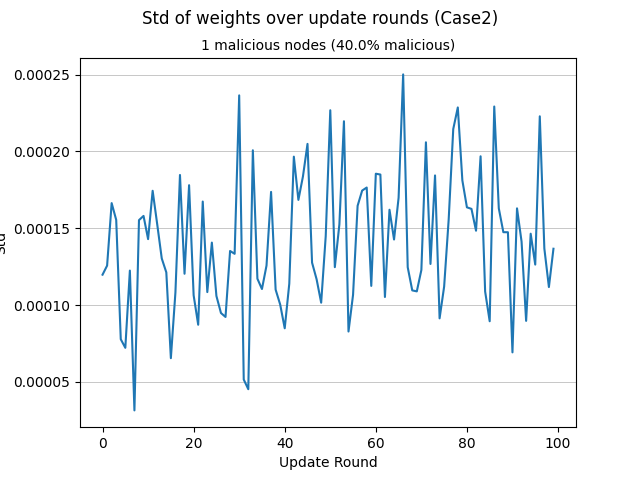 Std of weights over update rounds (Case2)
1 malicious nodes (40.0% malicious)
0.00025
0.00020
0.00015
0.00010
0.00005
Std
0 20 40 60 80 100
Update Round